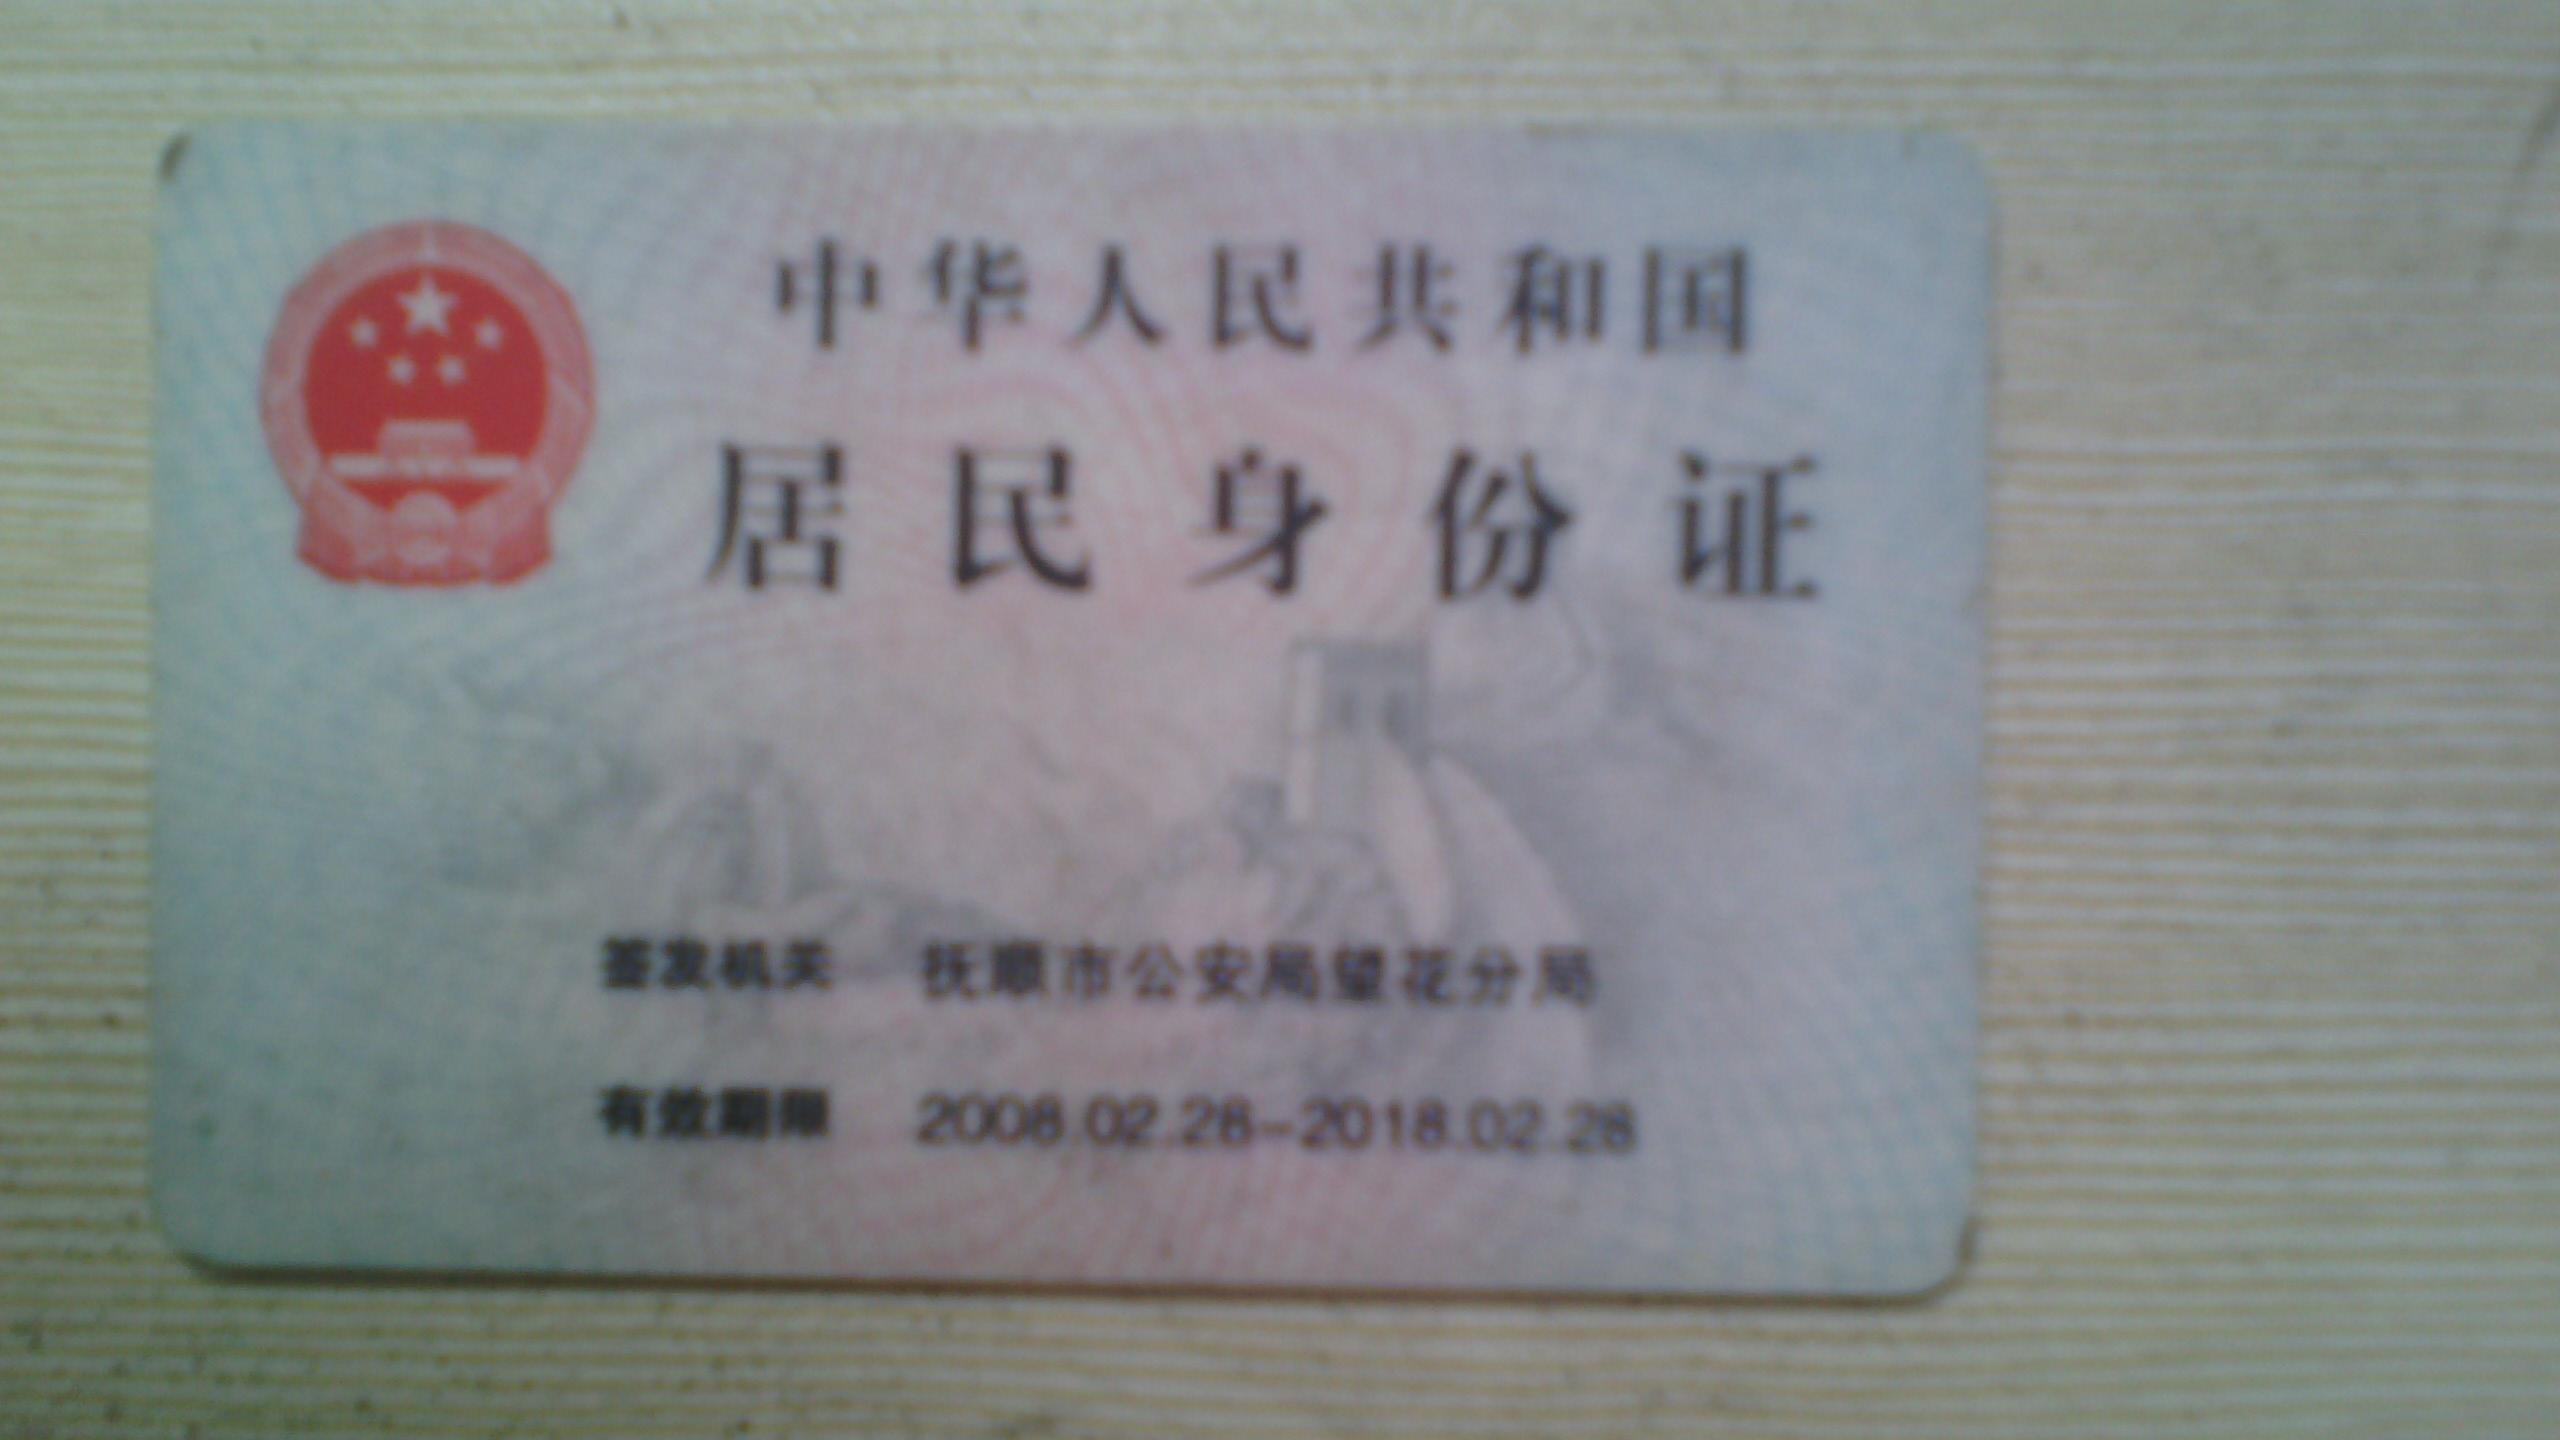 中华人民共和国
居民身份证
签发机关 抚顺市公安局望花分局
有效期限 2008.02.28-2018.02.28